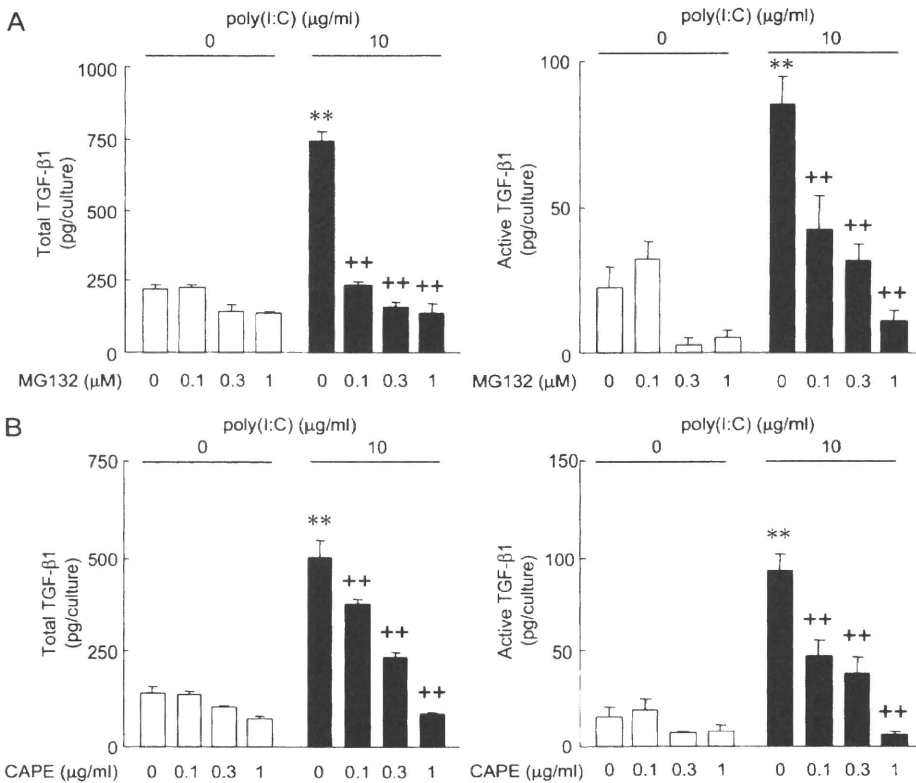 A
poly(I:C) (μg/ml)
0 10
Total TGF-β1
(pg/culture)
1000
750
500
250
0
**
++
++
++
MG132 (μM) 0 0.1 0.3 1 0 0.1 0.3 1
poly(I:C) (μg/ml)
0 10
Active TGF-β1
(pg/culture)
100
50
0
**
++
++
++
MG132 (μM) 0 0.1 0.3 1 0 0.1 0.3 1
B
poly(I:C) (μg/ml)
0 10
Total TGF-β1
(pg/culture)
750
500
250
0
**
++
++
++
CAPE (μg/ml) 0 0.1 0.3 1 0 0.1 0.3 1
poly(I:C) (μg/ml)
0 10
Active TGF-β1
(pg/culture)
150
100
50
0
**
++
++
++
CAPE (μg/ml) 0 0.1 0.3 1 0 0.1 0.3 1